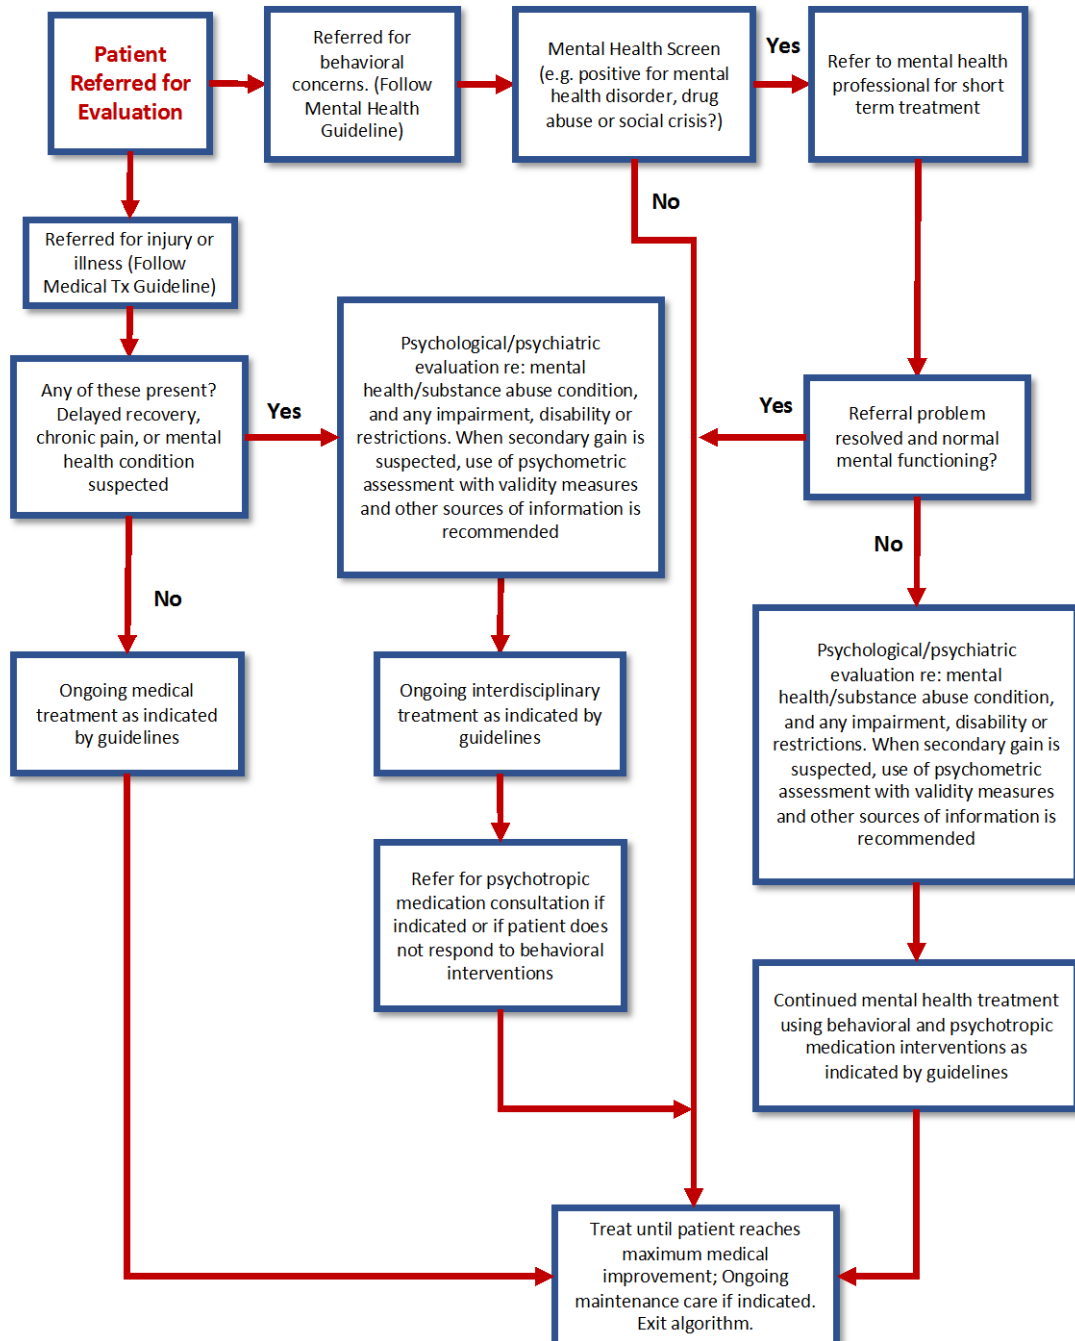 Patient
Referred for
Evaluation
Referred for
behavioral
concerns. (Follow
Mental Health
Guideline)
Mental Health Screen
(e.g. positive for mental
health disorder, drug
abuse or social crisis?)
Yes
Refer to mental health
professional for short
term treatment
No
Referred for injury or
illness (Follow
Medical Tx Guideline)
Any of these present?
Delayed recovery,
chronic pain, or mental
health condition
suspected
Yes
Psychological/psychiatric
evaluation re: mental
health/substance abuse condition,
and any impairment, disability or
restrictions. When secondary gain is
suspected, use of psychometric
assessment with validity measures
and other sources of information is
recommended
Yes
Referral problem
resolved and normal
mental functioning?
No
No
Ongoing medical
treatment as indicated
by guidelines
Ongoing interdisciplinary
treatment as indicated by
guidelines
Psychological/psychiatric
evaluation re: mental
health/substance abuse condition,
and any impairment, disability or
restrictions. When secondary gain is
suspected, use of psychometric
assessment with validity measures
and other sources of information is
recommended
Refer for psychotropic
medication consultation if
indicated or if patient does
not respond to behavioral
interventions
Continued mental health treatment
using behavioral and psychotropic
medication interventions as
indicated by guidelines
Treat until patient reaches
maximum medical
improvement; Ongoing
maintenance care if indicated.
Exit algorithm.